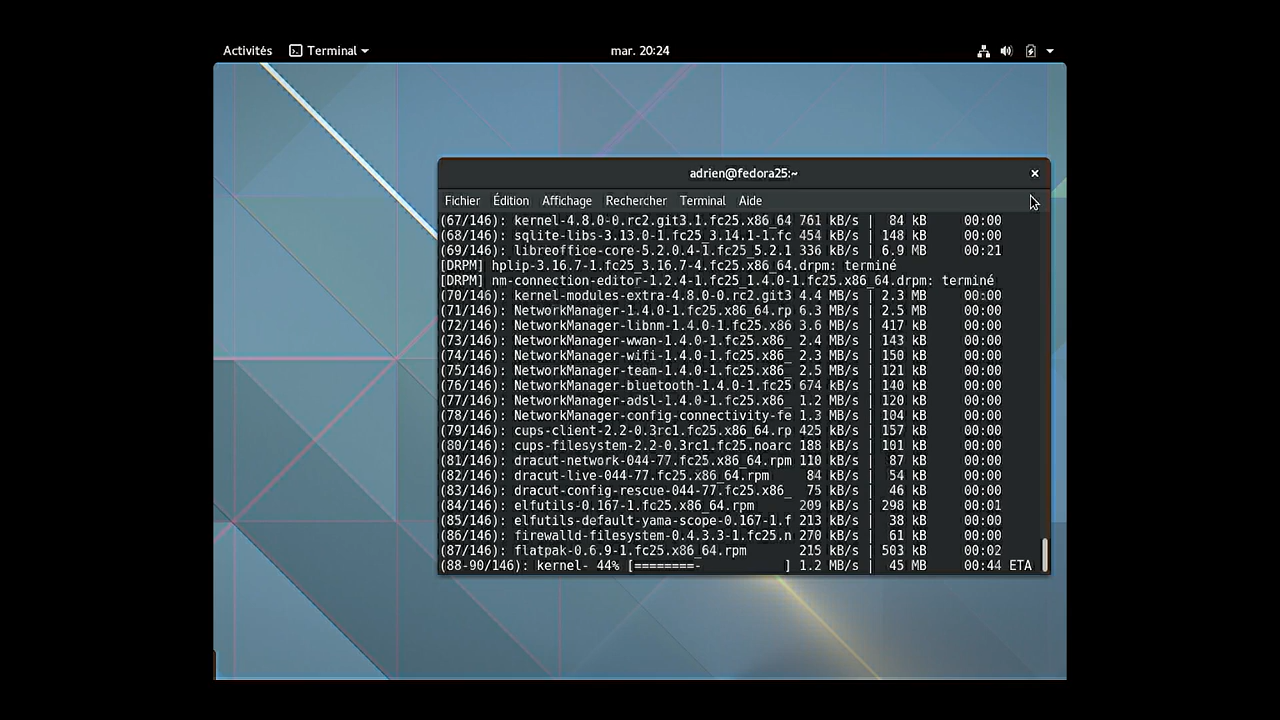 Activités Terminal mar. 20:24
adrien@fedora25:~
Fichier Édition Affichage Rechercher Terminal Aide
(67/146): kernel-4.8.0-0.rc2.git3.1.fc25.x86_64 761 kB/s | 84 kB 00:00
(68/146): sqlite-libs-3.13.0-1.fc25_3.14.1-1.fc 454 kB/s | 148 kB 00:00
(69/146): libreoffice-core-5.2.0.4-1.fc25_5.2.1 336 kB/s | 6.9 MB 00:21
[DRPM] hplip-3.16.7-1.fc25_3.16.7-4.fc25.x86_64.drpm: terminé
[DRPM] nm-connection-editor-1.2.4-1.fc25_1.4.0-1.fc25.x86_64.drpm: terminé
(70/146): kernel-modules-extra-4.8.0-0.rc2.git3 4.4 MB/s | 2.3 MB 00:00
(71/146): NetworkManager-1.4.0-1.fc25.x86_64.rp 6.3 MB/s | 2.5 MB 00:00
(72/146): NetworkManager-libnm-1.4.0-1.fc25.x86 3.6 MB/s | 417 kB 00:00
(73/146): NetworkManager-wwan-1.4.0-1.fc25.x86_ 2.4 MB/s | 143 kB 00:00
(74/146): NetworkManager-wifi-1.4.0-1.fc25.x86_ 2.3 MB/s | 150 kB 00:00
(75/146): NetworkManager-team-1.4.0-1.fc25.x86_ 2.5 MB/s | 121 kB 00:00
(76/146): NetworkManager-bluetooth-1.4.0-1.fc25 674 kB/s | 140 kB 00:00
(77/146): NetworkManager-adsl-1.4.0-1.fc25.x86_ 1.2 MB/s | 120 kB 00:00
(78/146): NetworkManager-config-connectivity-fe 1.3 MB/s | 104 kB 00:00
(79/146): cups-client-2.2-0.3rc1.fc25.x86_64.rp 425 kB/s | 157 kB 00:00
(80/146): cups-filesystem-2.2-0.3rc1.fc25.noarc 188 kB/s | 101 kB 00:00
(81/146): dracut-network-044-77.fc25.x86_64.rpm 110 kB/s | 87 kB 00:00
(82/146): dracut-live-044-77.fc25.x86_64.rpm 84 kB/s | 54 kB 00:00
(83/146): dracut-config-rescue-044-77.fc25.x86_ 75 kB/s | 46 kB 00:00
(84/146): elfutils-0.167-1.fc25.x86_64.rpm 209 kB/s | 298 kB 00:01
(85/146): elfutils-default-yama-scope-0.167-1.f 213 kB/s | 38 kB 00:00
(86/146): firewalld-filesystem-0.4.3.3-1.fc25.n 270 kB/s | 61 kB 00:00
(87/146): flatpak-0.6.9-1.fc25.x86_64.rpm 215 kB/s | 503 kB 00:02
(88-90/146): kernel- 44% [========- ] 1.2 MB/s | 45 MB 00:44 ETA